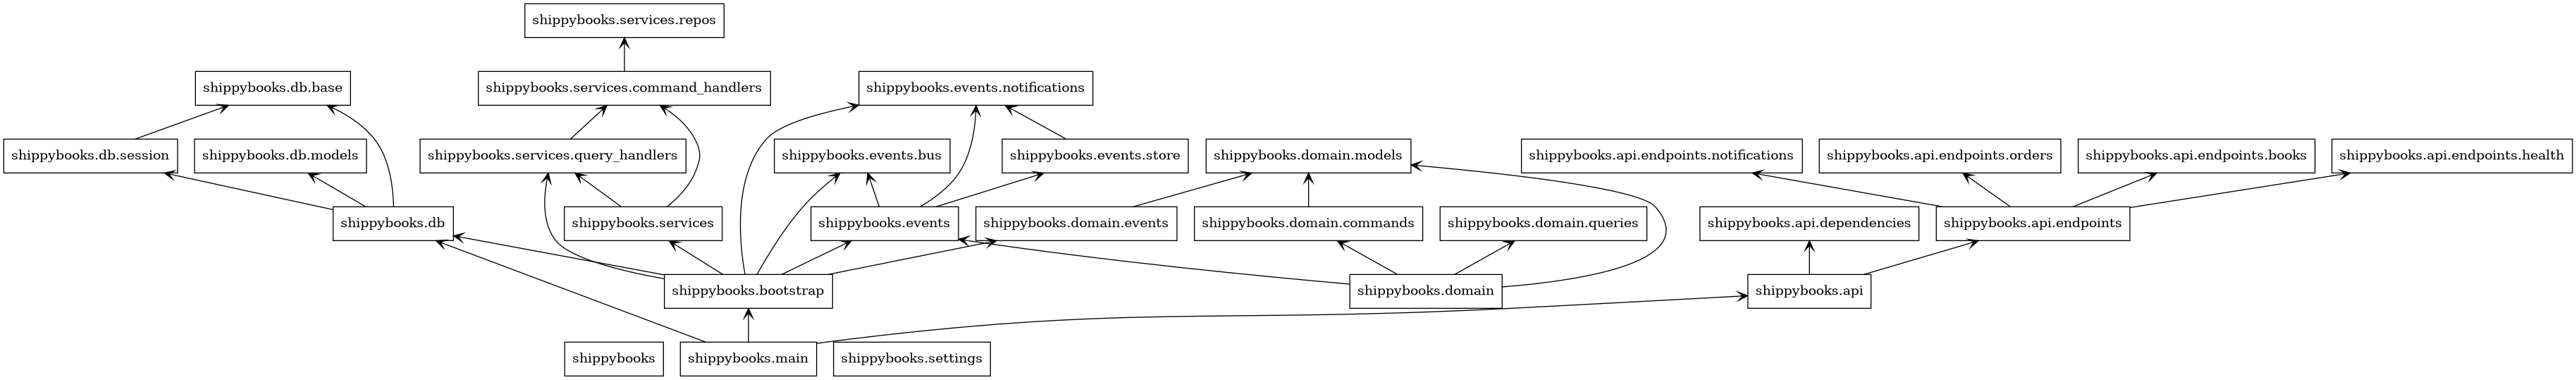 shippybooks.services.repos
shippybooks.db.base
shippybooks.services.command_handlers
shippybooks.events.notifications
shippybooks.db.session
shippybooks.db.models
shippybooks.services.query_handlers
shippybooks.events.bus
shippybooks.events.store
shippybooks.domain.models
shippybooks.api.endpoints.notifications
shippybooks.api.endpoints.orders
shippybooks.api.endpoints.books
shippybooks.api.endpoints.health
shippybooks.db
shippybooks.services
shippybooks.events
shippybooks.domain.events
shippybooks.domain.commands
shippybooks.domain.queries
shippybooks.api.dependencies
shippybooks.api.endpoints
shippybooks.bootstrap
shippybooks.domain
shippybooks.api
shippybooks
shippybooks.main
shippybooks.settings